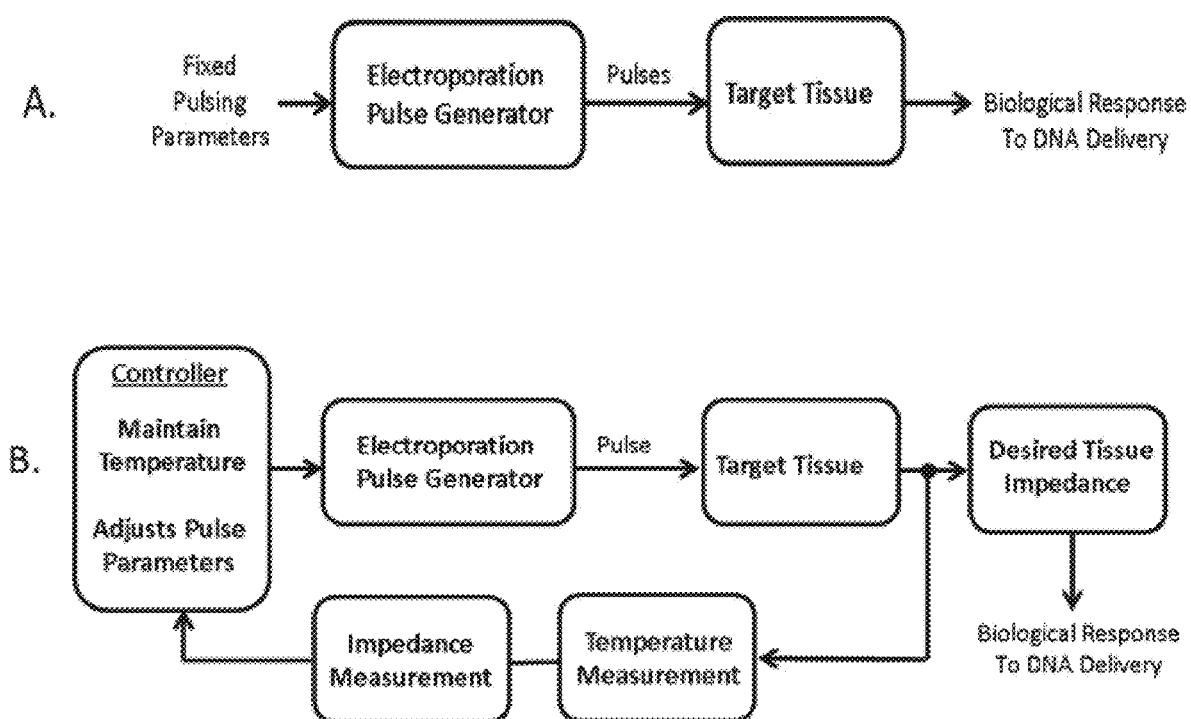 A.
Fixed
Pulsing
Parameters
Electroporation
Pulse Generator
Pulses
Target Tissue
Biological Response
To DNA Delivery
B.
Controller
Maintain
Temperature
Adjusts Pulse
Parameters
Electroporation
Pulse Generator
Pulse
Target Tissue
Desired Tissue
Impedance
Impedance
Measurement
Temperature
Measurement
Biological Response
To DNA Delivery